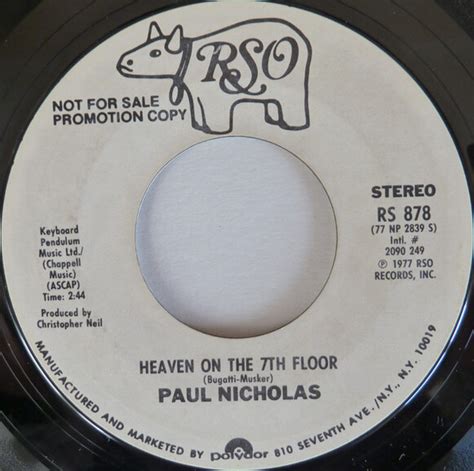 RSO
NOT FOR SALE
PROMOTION COPY
STEREO
RS 878
(77 NP 2839 S)
Intl. #
2090 249
℗ 1977 RSO
RECORDS, INC.
Keyboard
Pendulum
Music Ltd./
(Chappell
Music)
(ASCAP)
Time: 2:44
Produced by
Christopher Neil
HEAVEN ON THE 7TH FLOOR
(Bugatti-Musker)
PAUL NICHOLAS
MANUFACTURED AND MARKETED BY polydor 810 SEVENTH AVE./N.Y., N.Y. 10019